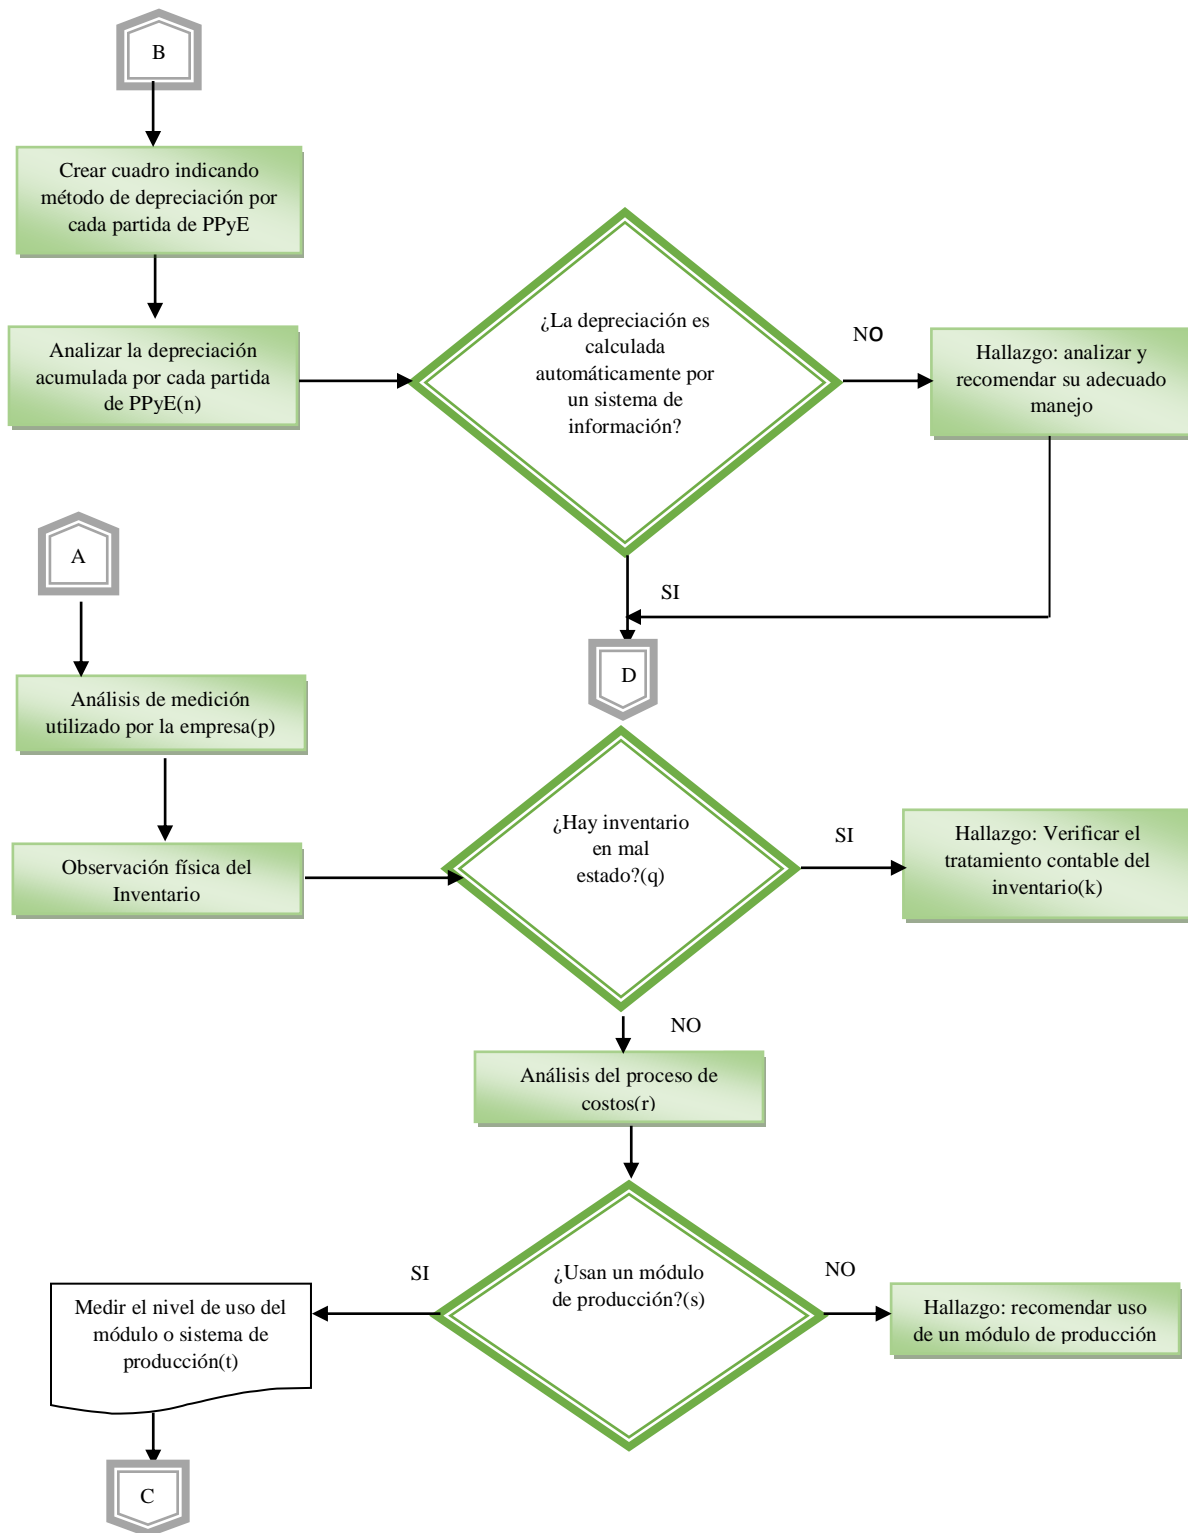 B
Crear cuadro indicando
método de depreciación por
cada partida de PPyE
Analizar la depreciación
acumulada por cada partida
de PPyE(n)
¿La depreciación es
calculada
automáticamente por
un sistema de
información?
NO
Hallazgo: analizar y
recomendar su adecuado
manejo
SI
D
A
Análisis de medición
utilizado por la empresa(p)
Observación física del
Inventario
¿Hay inventario
en mal
estado?(q)
SI
Hallazgo: Verificar el
tratamiento contable del
inventario(k)
NO
Análisis del proceso de
costos(r)
¿Usan un módulo
de producción?(s)
SI
Medir el nivel de uso del
módulo o sistema de
producción(t)
NO
Hallazgo: recomendar uso
de un módulo de producción
C